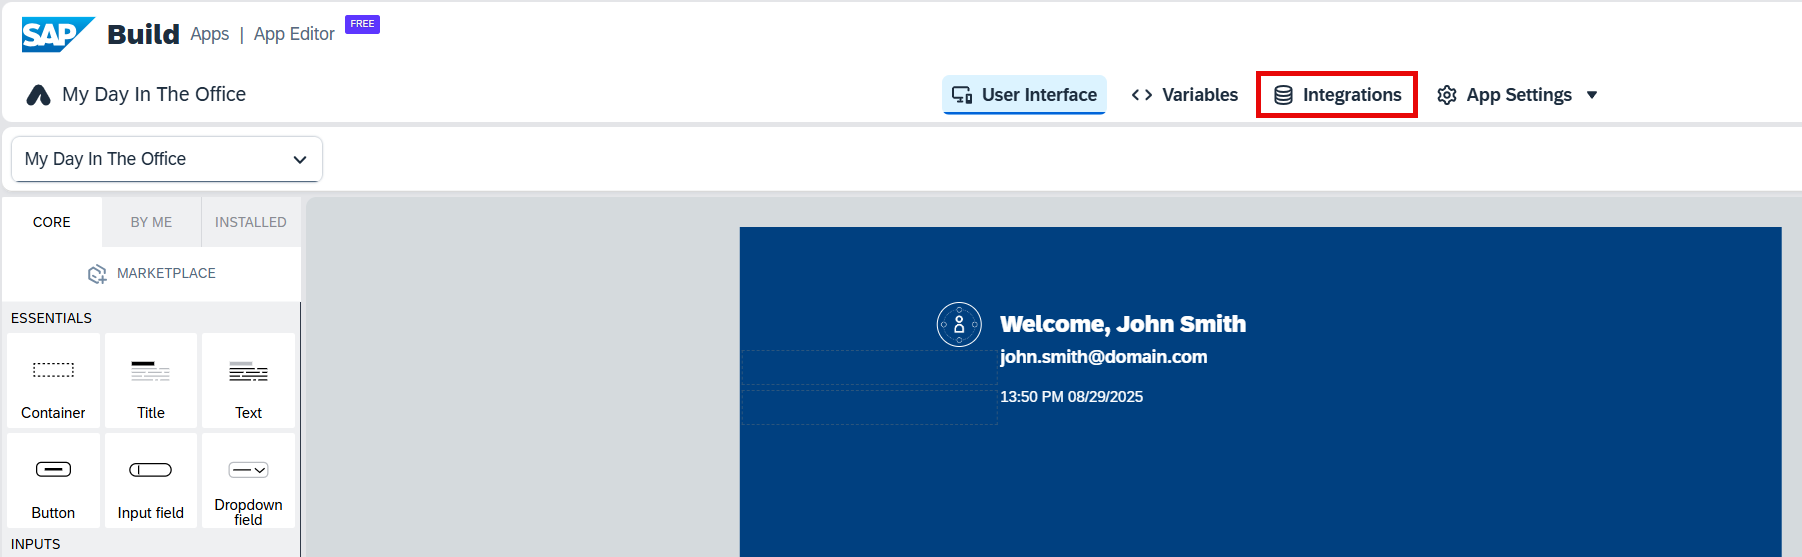 SAP Build Apps | App Editor FREE
My Day In The Office User Interface Variables Integrations App Settings
My Day In The Office
CORE BY ME INSTALLED
MARKETPLACE
ESSENTIALS
Container Title Text
Button Input field Dropdown
field
INPUTS
Welcome, John Smith
john.smith@domain.com
13:50 PM 08/29/2025